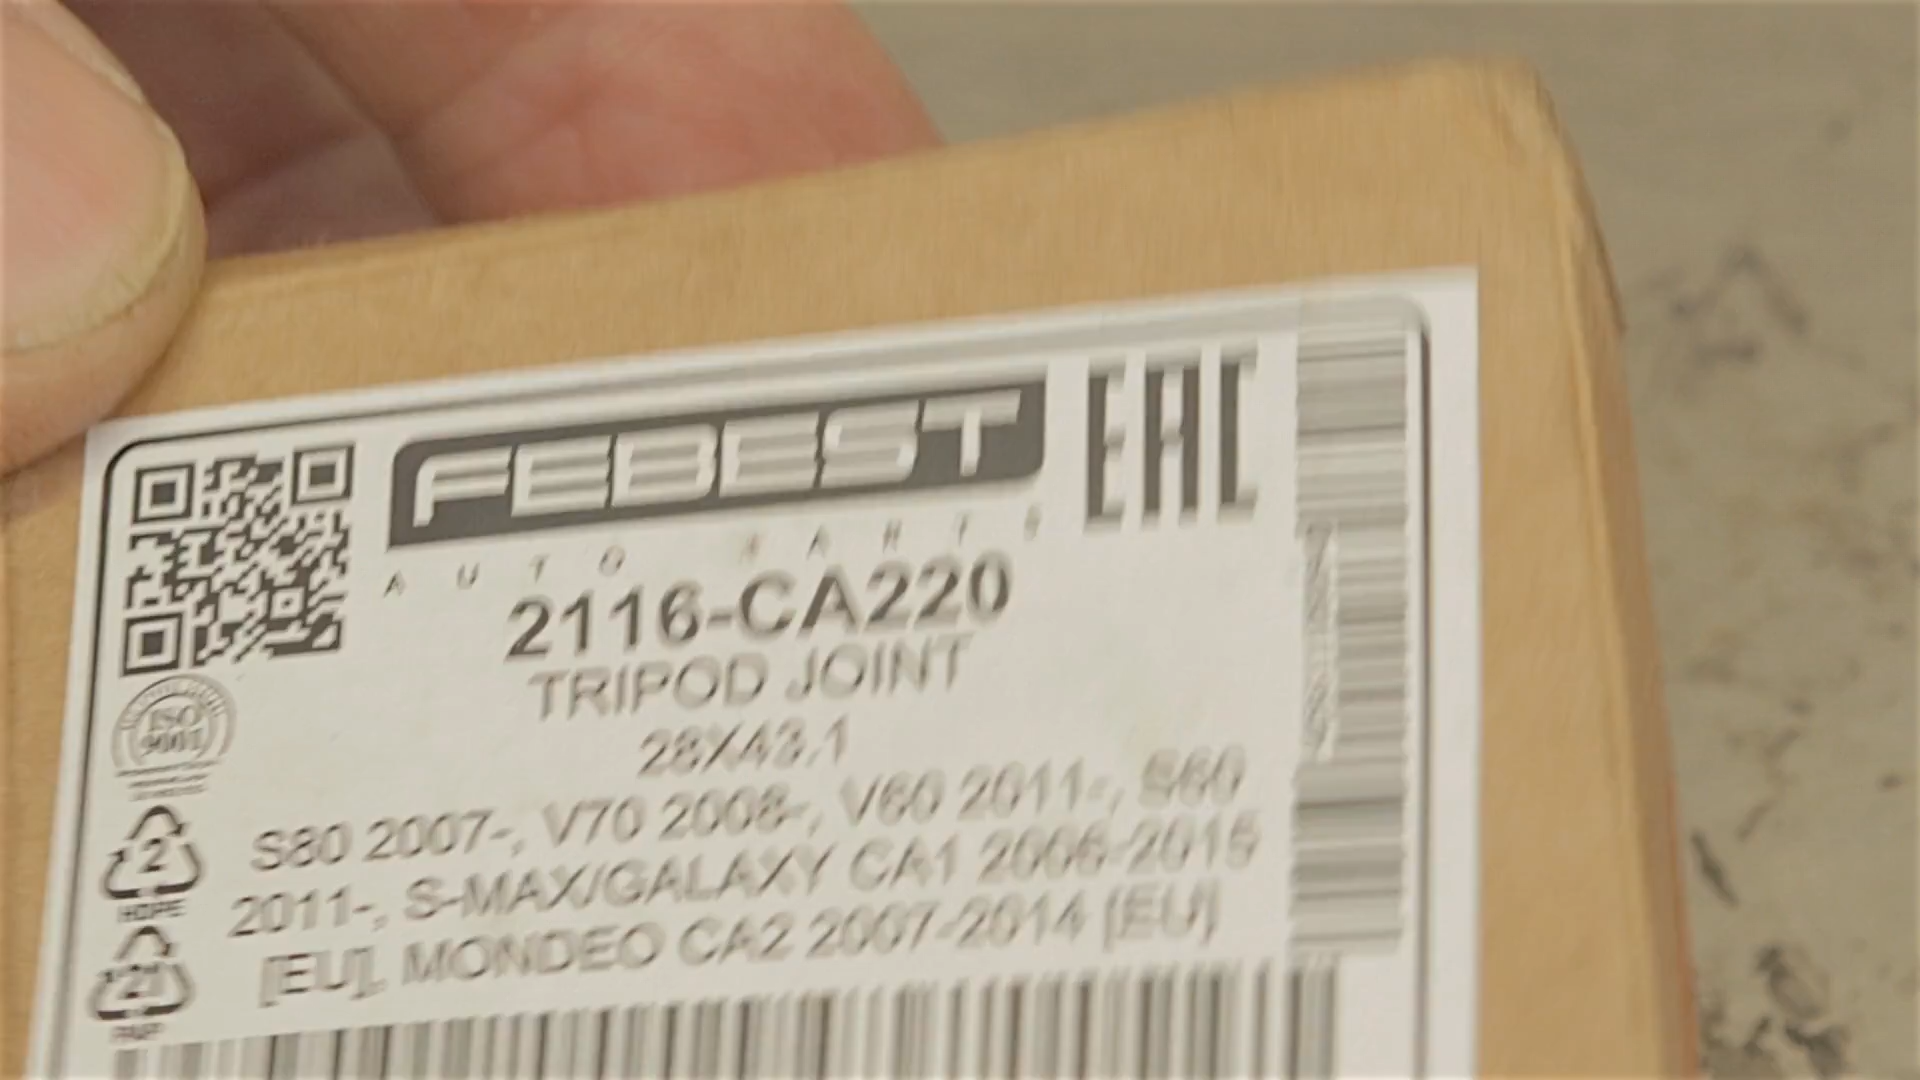 FEBEST
EAC
AUTO PARTS
2116-CA220
TRIPOD JOINT
28X43.1
ISO
9001
S80 2007-, V70 2008-, V60 2011-, S60
2011-, S-MAX/GALAXY CA1 2006-2015
[EU], MONDEO CA2 2007-2014 [EU]
2
HDPE
21
PAP